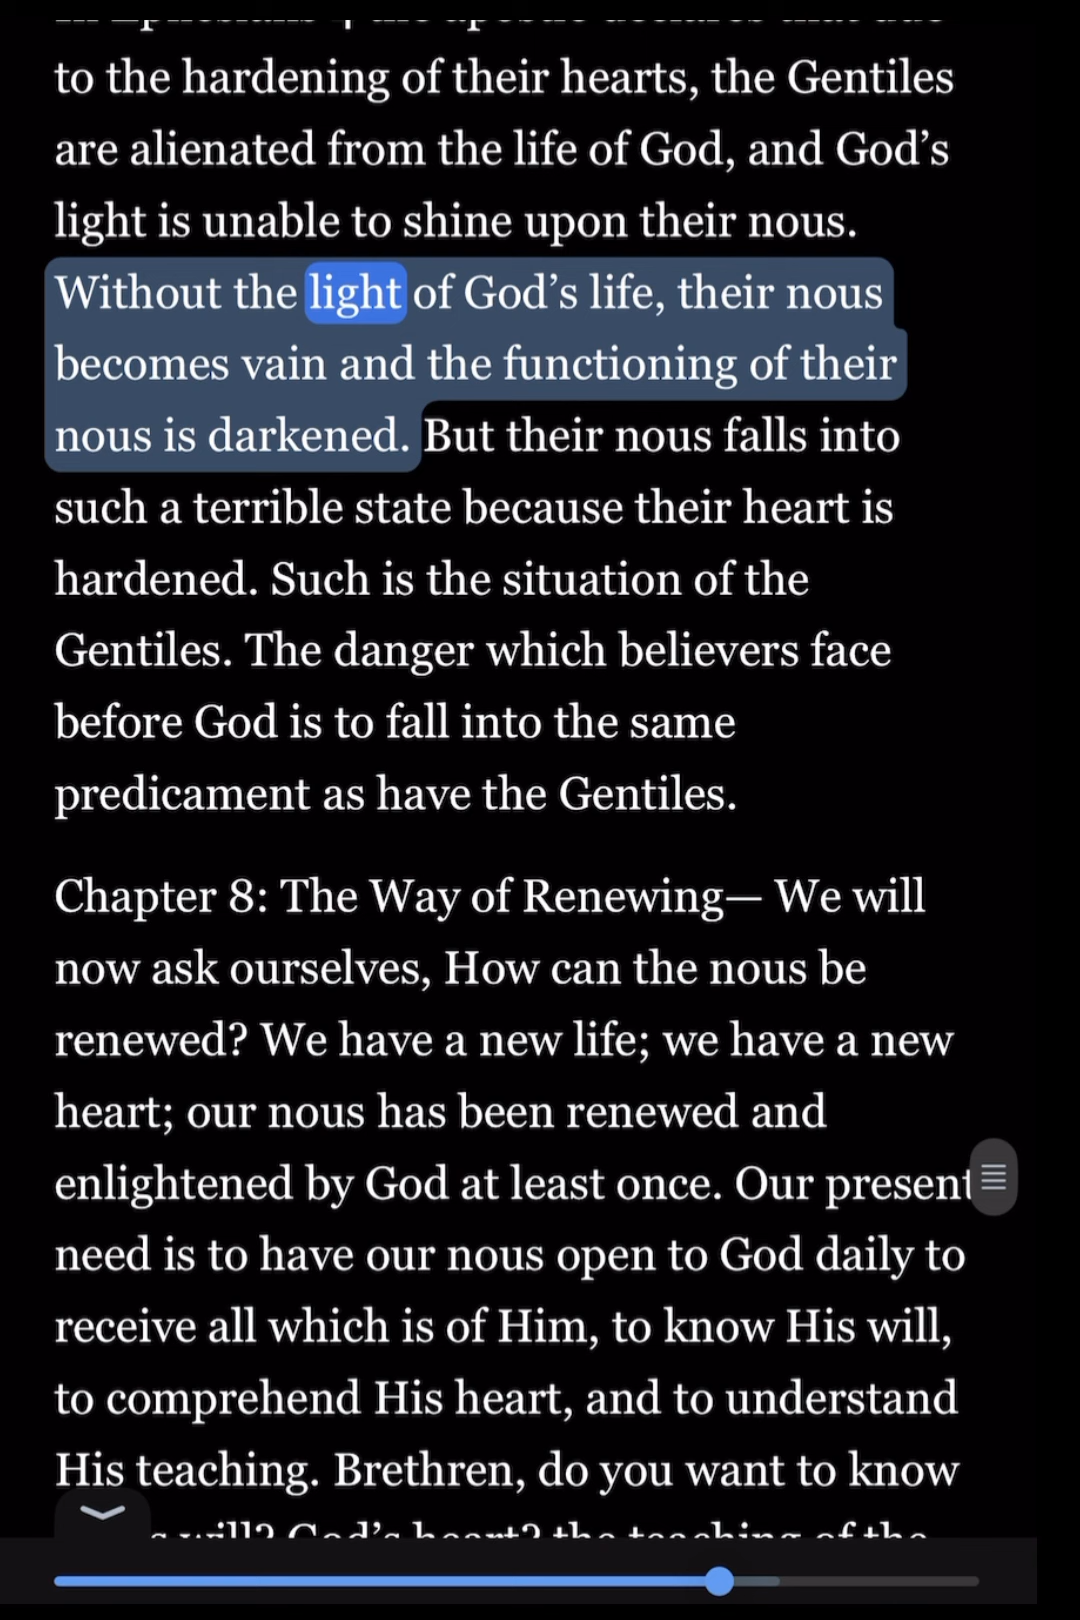 to the hardening of their hearts, the Gentiles
are alienated from the life of God, and God’s
light is unable to shine upon their nous.
Without the light of God’s life, their nous
becomes vain and the functioning of their
nous is darkened. But their nous falls into
such a terrible state because their heart is
hardened. Such is the situation of the
Gentiles. The danger which believers face
before God is to fall into the same
predicament as have the Gentiles.
Chapter 8: The Way of Renewing— We will
now ask ourselves, How can the nous be
renewed? We have a new life; we have a new
heart; our nous has been renewed and
enlightened by God at least once. Our present
need is to have our nous open to God daily to
receive all which is of Him, to know His will,
to comprehend His heart, and to understand
His teaching. Brethren, do you want to know
will? God’s heart? the teaching of the